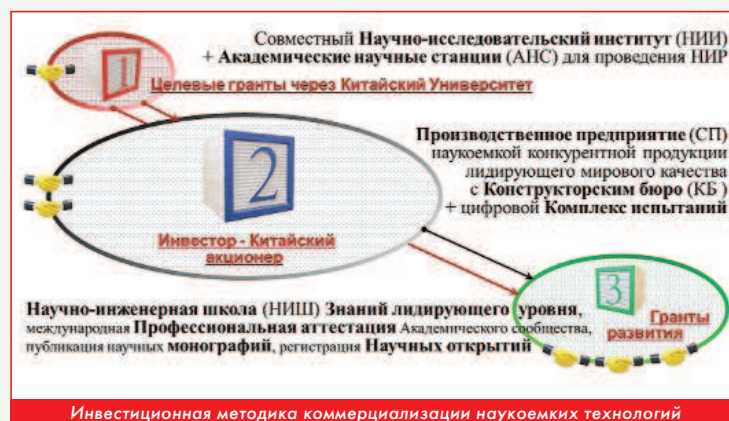 Совместный Научно-исследовательский институт (НИИ)
+ Академические научные станции (АНС) для проведения НИР
1
Целевые гранты через Китайский Университет
Производственное предприятие (СП)
наукоемкой конкурентной продукции
лидирующего мирового качества
с Конструкторским бюро (КБ )
+ цифровой Комплекс испытаний
2
Инвестор - Китайский
акционер
3
Гранты
развития
Научно-инженерная школа (НИШ) Знаний лидирующего уровня,
международная Профессиональная аттестация Академического сообщества,
публикация научных монографий, регистрация Научных открытий
Инвестиционная методика коммерциализации наукоемких технологий